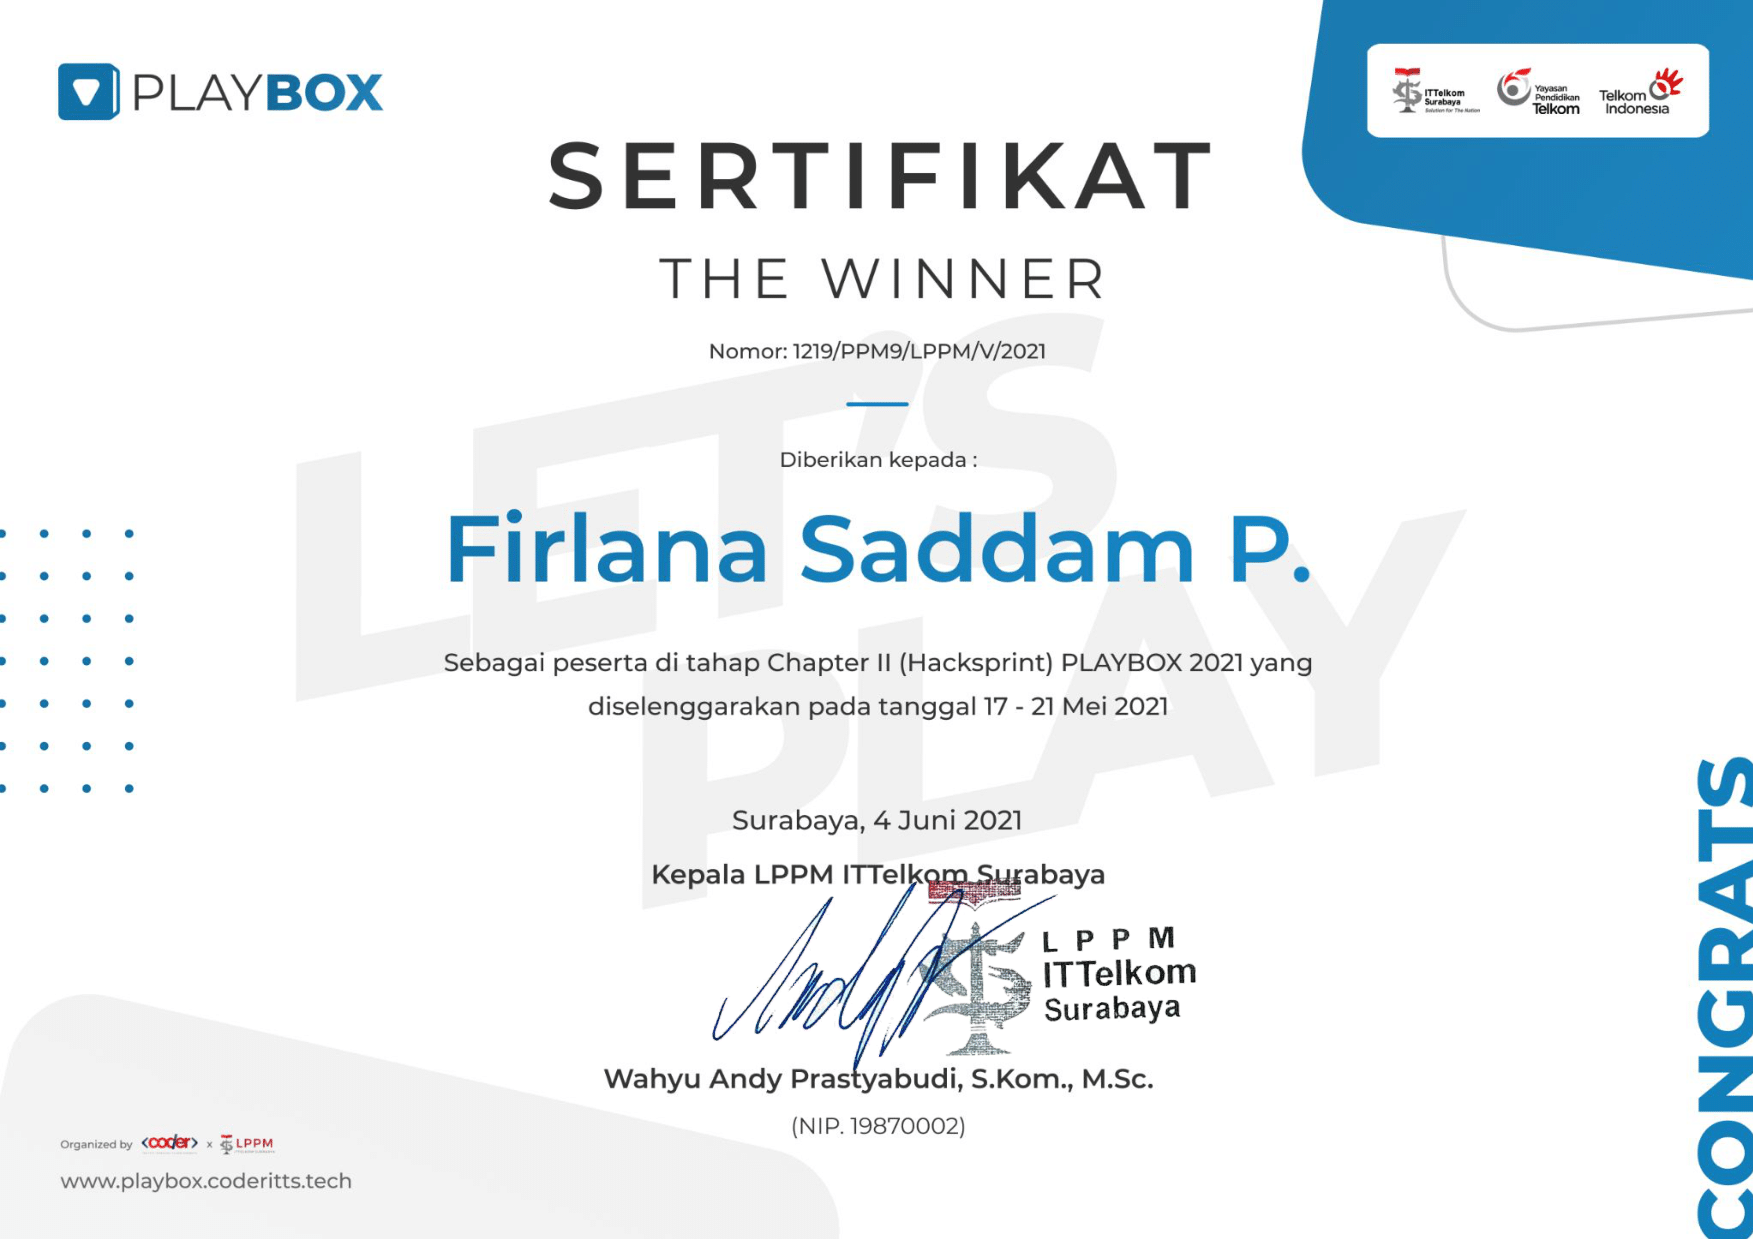 PLAYBOX
ITTelkom
Surabaya
Solution for The Nation
Yayasan
Pendidikan
Telkom
Telkom
Indonesia
SERTIFIKAT
THE WINNER
Nomor: 1219/PPM9/LPPM/V/2021
LET'S
PLAY
Diberikan kepada :
Firlana Saddam P.
Sebagai peserta di tahap Chapter II (Hacksprint) PLAYBOX 2021 yang
diselenggarakan pada tanggal 17 - 21 Mei 2021
Surabaya, 4 Juni 2021
Kepala LPPM ITTelkom Surabaya
L P P M
ITTelkom
Surabaya
Wahyu Andy Prastyabudi, S.Kom., M.Sc.
(NIP. 19870002)
Organized by <coder> x LPPM
www.playbox.coderitts.tech
CONGRATS